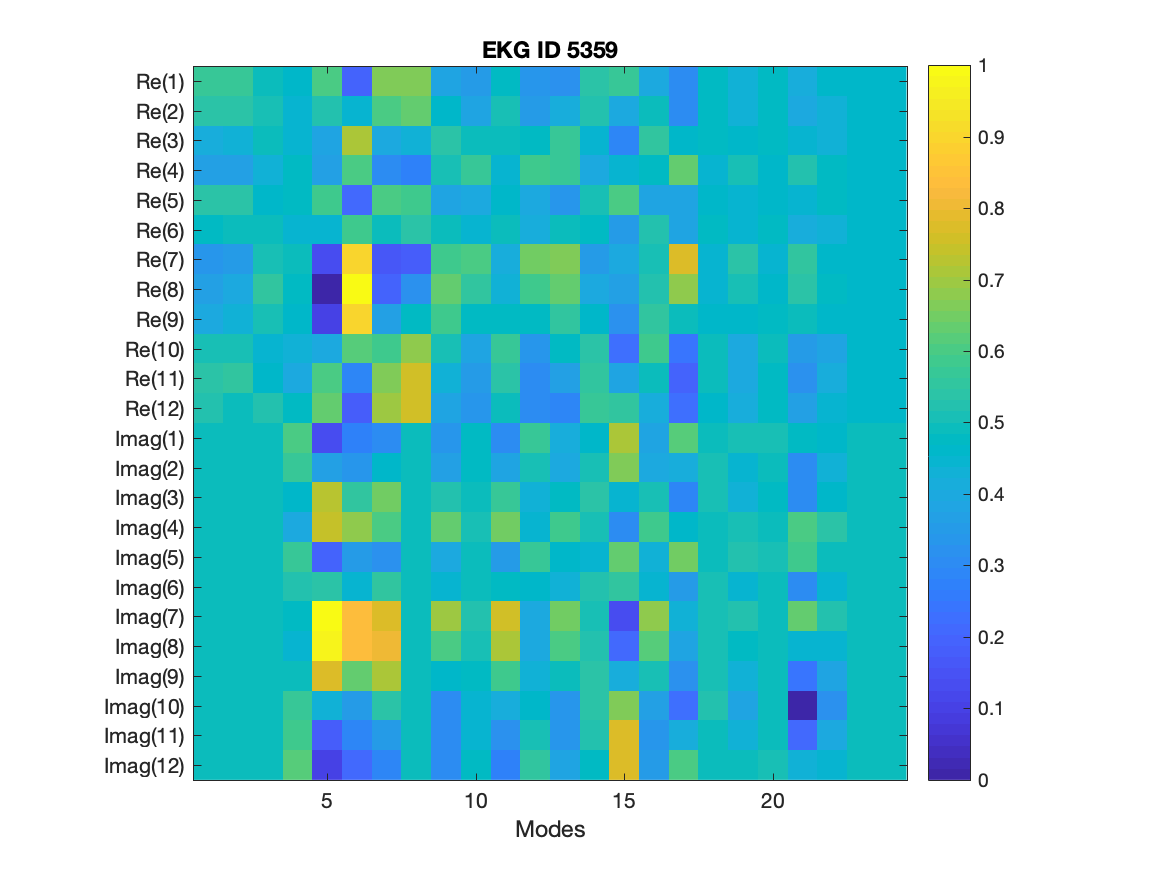 EKG ID 5359
Re(1)
Re(2)
Re(3)
Re(4)
Re(5)
Re(6)
Re(7)
Re(8)
Re(9)
Re(10)
Re(11)
Re(12)
Imag(1)
Imag(2)
Imag(3)
Imag(4)
Imag(5)
Imag(6)
Imag(7)
Imag(8)
Imag(9)
Imag(10)
Imag(11)
Imag(12)
5 10 15 20
Modes
1
0.9
0.8
0.7
0.6
0.5
0.4
0.3
0.2
0.1
0